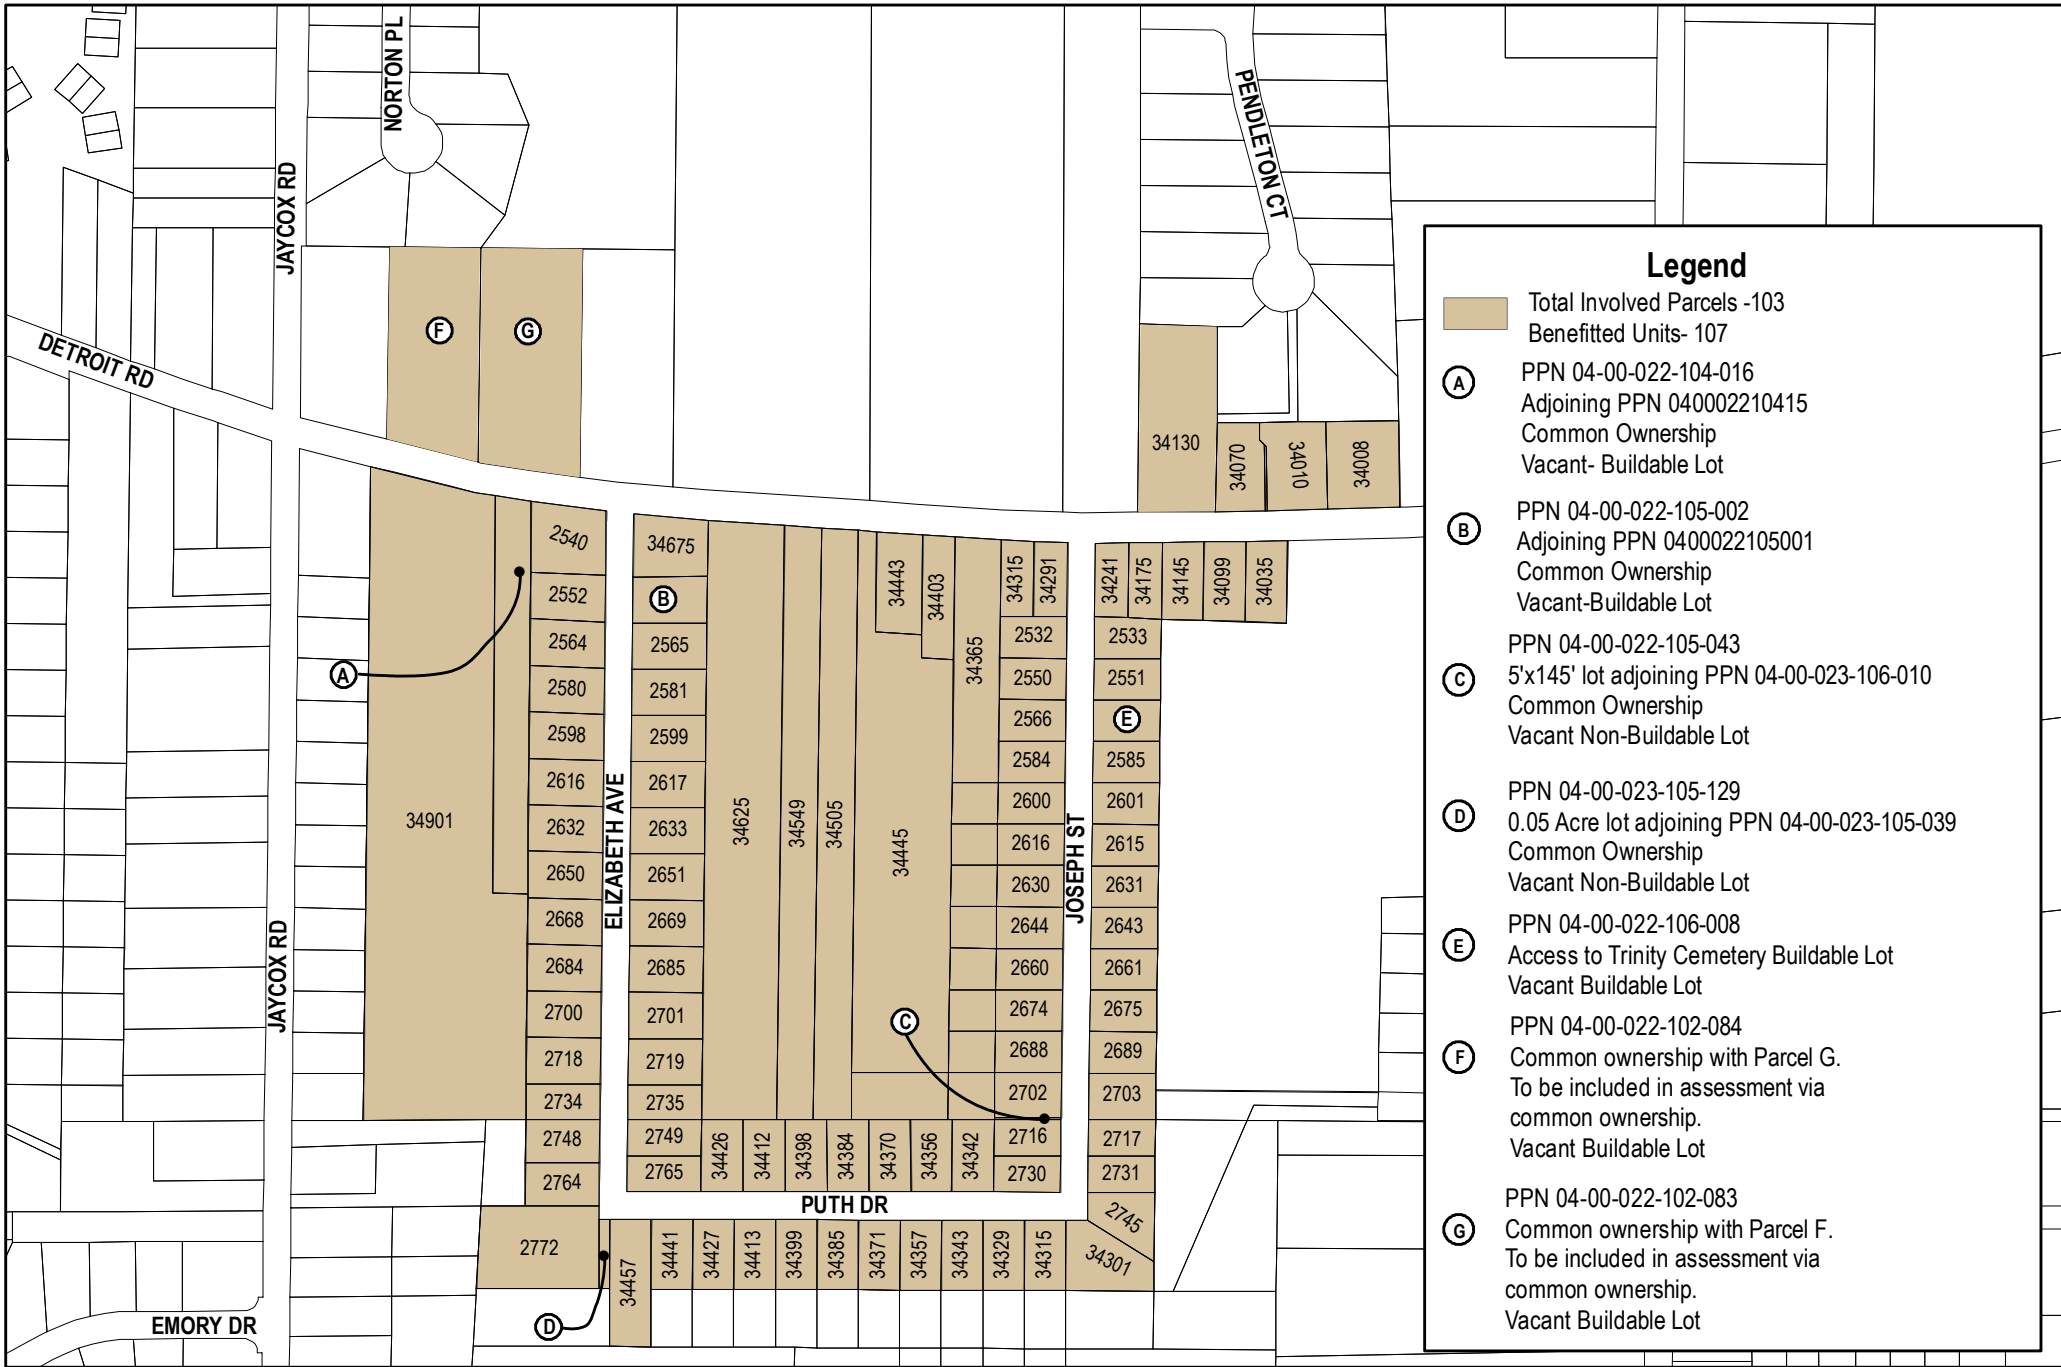 NORTON PL
PENDLETON CT
JAYCOX RD
DETROIT RD
F
G
34130
34070
34010
34008
2540
34675
34443
34403
34315
34291
34241
34175
34145
34099
34035
2552
B
2564
2565
34365
2532
2533
A
2580
2581
2550
2551
2598
2599
2566
E
2584
2585
2616
2617
2600
2601
34901
2632
2633
34625
34549
34505
34445
2616
2615
2650
2651
2630
2631
ELIZABETH AVE
JOSEPH ST
2668
2669
2644
2643
2684
2685
2660
2661
JAYCOX RD
2700
2701
C
2674
2675
2718
2719
2688
2689
2734
2735
2702
2703
2748
2749
34426
34412
34398
34384
34370
34356
34342
2716
2717
2764
2765
2730
2731
PUTH DR
2745
2772
34457
34441
34427
34413
34399
34385
34371
34357
34343
34329
34315
34301
D
EMORY DR
Legend
Total Involved Parcels -103
Benefitted Units- 107
A
PPN 04-00-022-104-016
Adjoining PPN 040002210415
Common Ownership
Vacant- Buildable Lot
B
PPN 04-00-022-105-002
Adjoining PPN 0400022105001
Common Ownership
Vacant-Buildable Lot
C
PPN 04-00-022-105-043
5'x145' lot adjoining PPN 04-00-023-106-010
Common Ownership
Vacant Non-Buildable Lot
D
PPN 04-00-023-105-129
0.05 Acre lot adjoining PPN 04-00-023-105-039
Common Ownership
Vacant Non-Buildable Lot
E
PPN 04-00-022-106-008
Access to Trinity Cemetery Buildable Lot
Vacant Buildable Lot
F
PPN 04-00-022-102-084
Common ownership with Parcel G.
To be included in assessment via
common ownership.
Vacant Buildable Lot
G
PPN 04-00-022-102-083
Common ownership with Parcel F.
To be included in assessment via
common ownership.
Vacant Buildable Lot